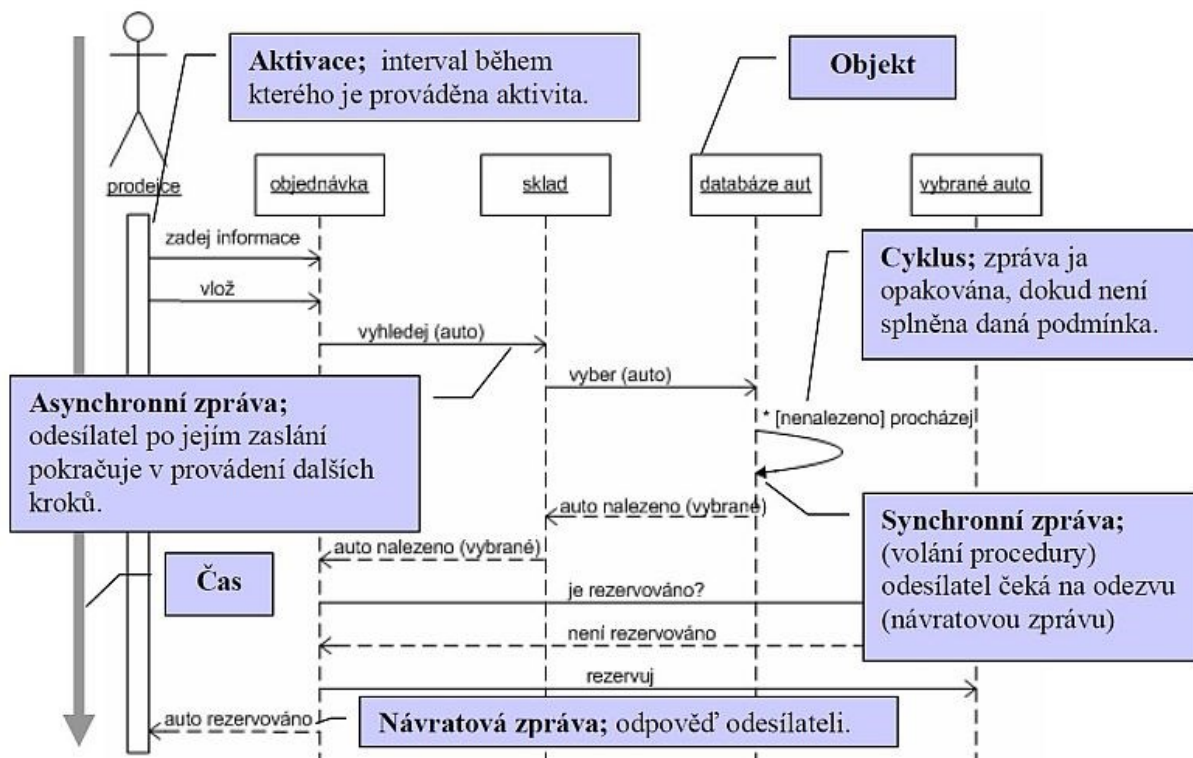 Aktivace; interval během
kterého je prováděna aktivita.
Objekt
prodejce
objednávka
sklad
databáze aut
vybrané auto
zadej informace
vlož
Cyklus; zpráva ja
opakována, dokud není
splněna daná podmínka.
vyhledej (auto)
vyber (auto)
Asynchronní zpráva;
odesílatel po jejím zaslání
pokračuje v provádení dalších
kroků.
* [nenalezeno] procházej
auto nalezeno (vybrané)
Synchronní zpráva;
(volání procedury)
odesílatel čeká na odezvu
(návratovou zprávu)
auto nalezeno (vybrané)
Čas
je rezervováno?
není rezervováno
rezervuj
auto rezervováno
Návratová zpráva; odpověď odesílateli.